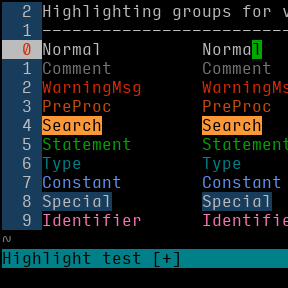 2 Highlighting groups for v
1 ---------------------------
0 Normal Normal
1 Comment Comment
2 WarningMsg WarningMsg
3 PreProc PreProc
4 Search Search
5 Statement Statement
6 Type Type
7 Constant Constant
8 Special Special
9 Identifier Identifie
~
Highlight test [+]